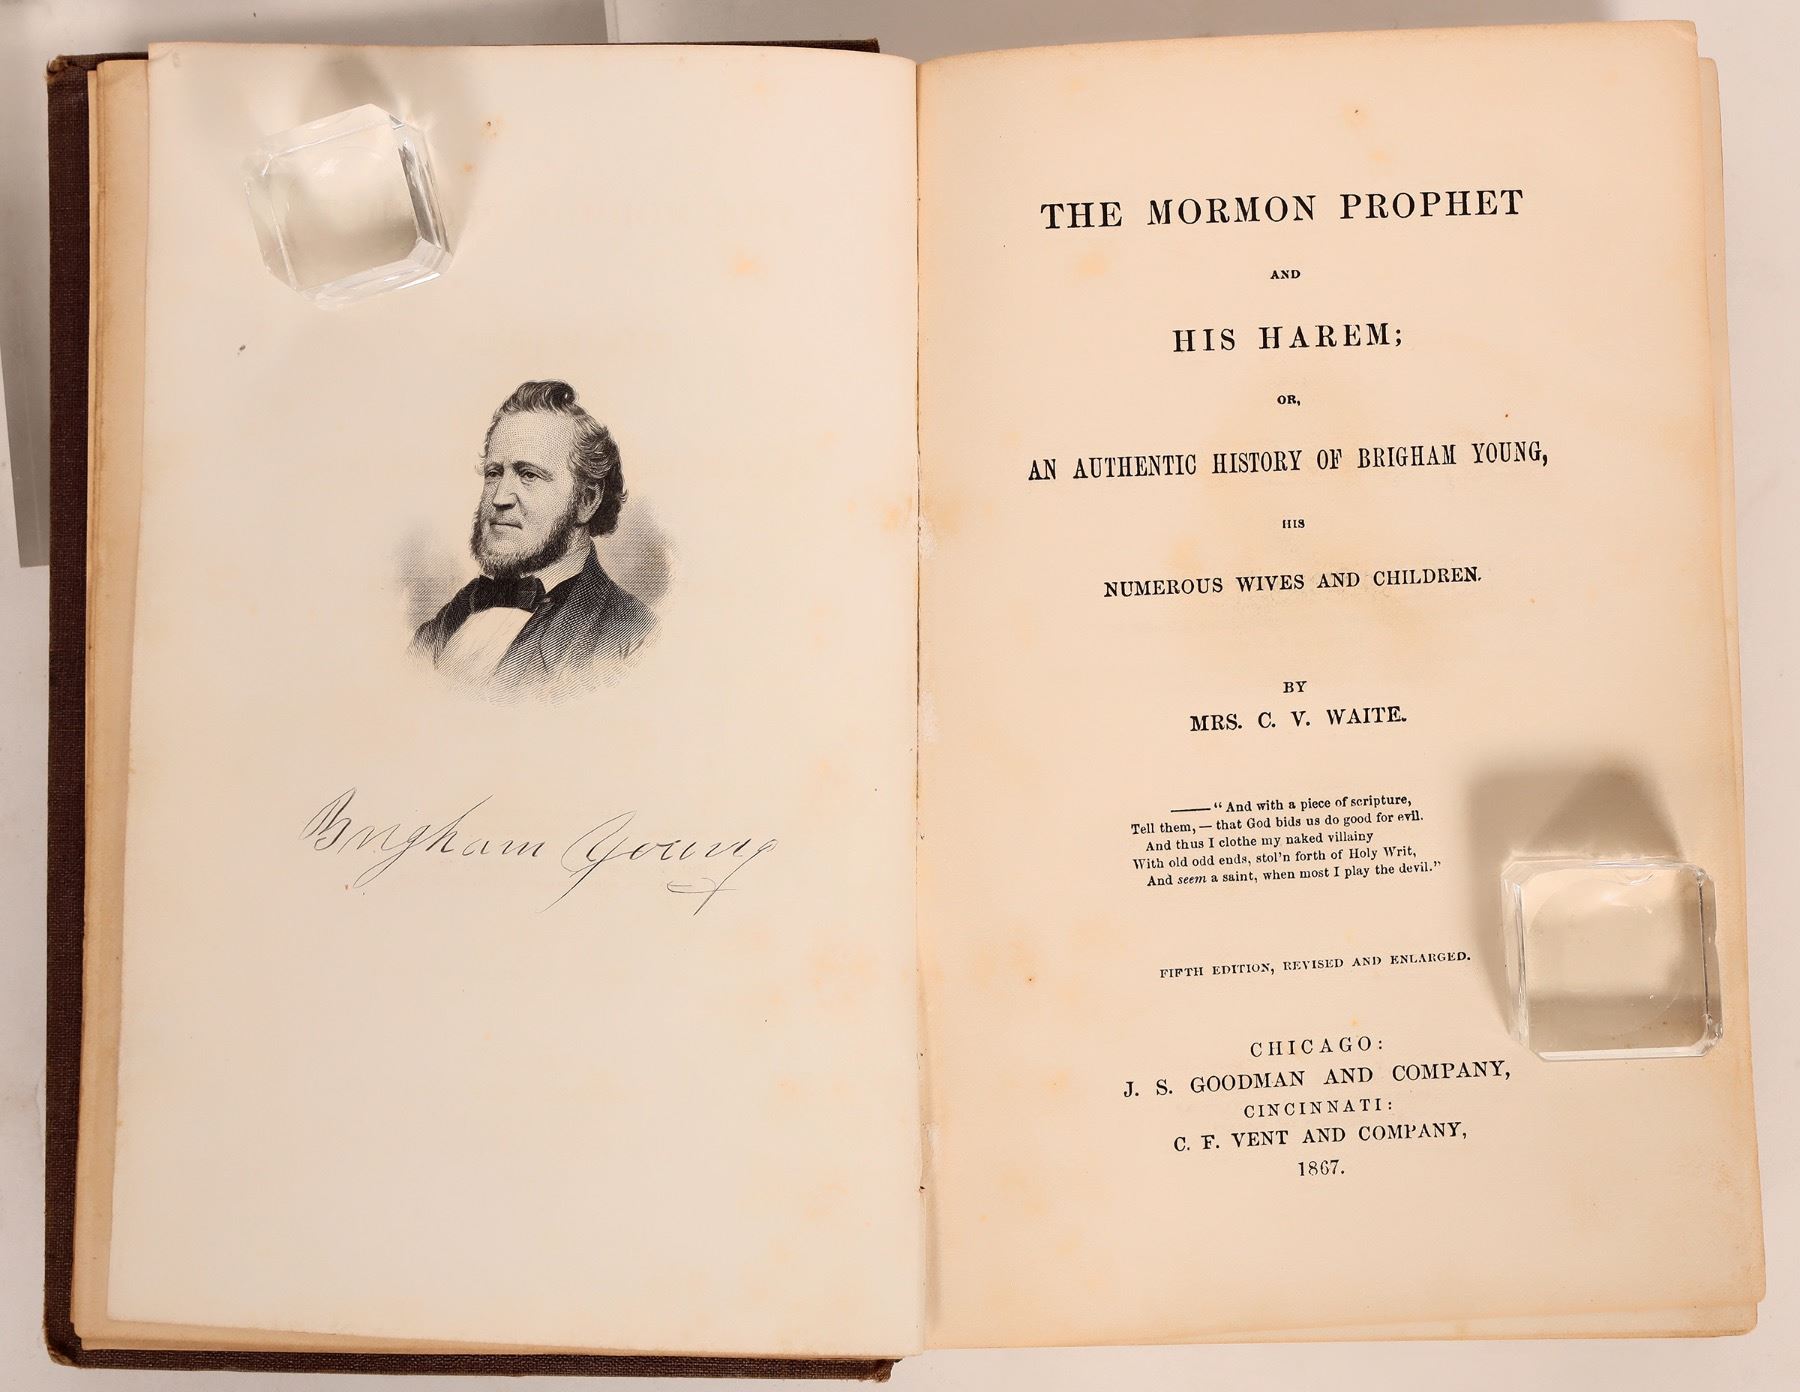 Brigham Young
THE MORMON PROPHET
AND
HIS HAREM;
OR,
AN AUTHENTIC HISTORY OF BRIGHAM YOUNG,
HIS
NUMEROUS WIVES AND CHILDREN.
BY
MRS. C. V. WAITE.
——“And with a piece of scripture,
Tell them, — that God bids us do good for evil.
And thus I clothe my naked villainy
With old odd ends, stol’n forth of Holy Writ,
And seem a saint, when most I play the devil.”
FIFTH EDITION, REVISED AND ENLARGED.
CHICAGO:
J. S. GOODMAN AND COMPANY,
CINCINNATI:
C. F. VENT AND COMPANY,
1867.